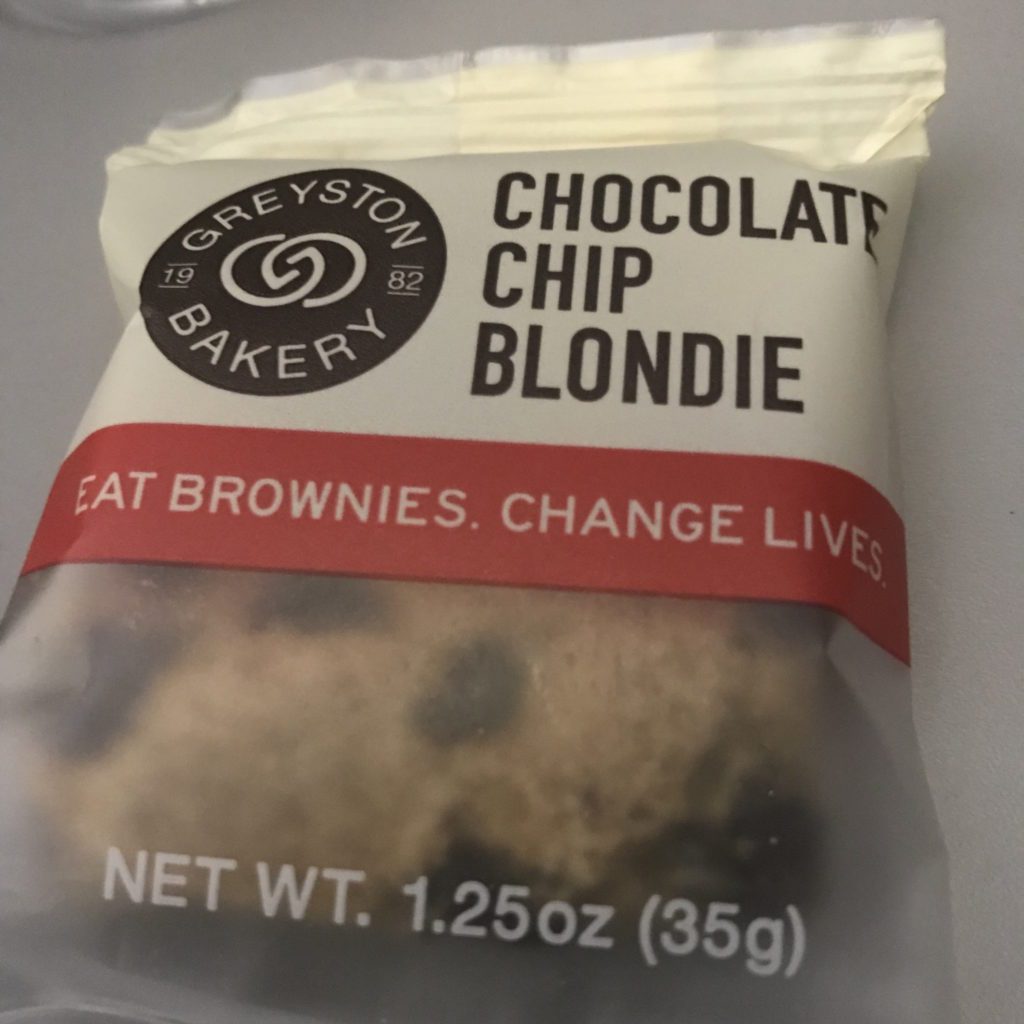 GREYSTON
19 82
BAKERY
CHOCOLATE
CHIP
BLONDIE
EAT BROWNIES. CHANGE LIVES.
NET WT. 1.25oz (35g)